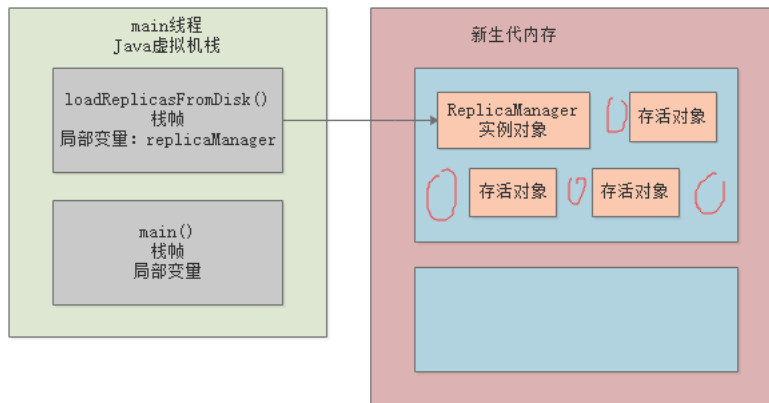 main线程
Java虚拟机栈
loadReplicasFromDisk()
栈帧
局部变量: replicaManager
main()
栈帧
局部变量
新生代内存
ReplicaManager
实例对象
存活对象
存活对象
存活对象